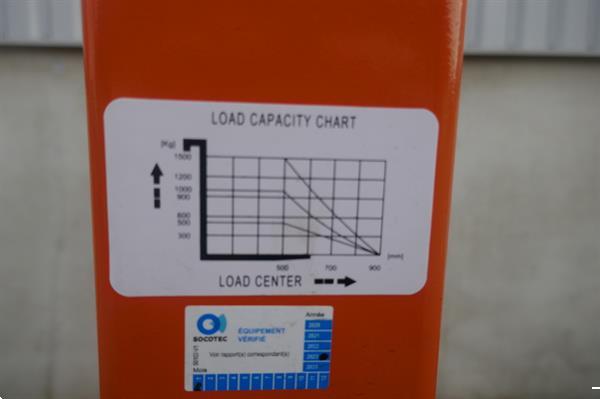 LOAD CAPACITY CHART
[Kg]
1500
1200
1000
900
600
500
300
500 700 900 [mm]
LOAD CENTER
SOCOTEC
ÉQUIPEMENT
VÉRIFIÉ
Année
2020
2021
2022
2023
Voir rapport(s) correspondant(s)
Mois